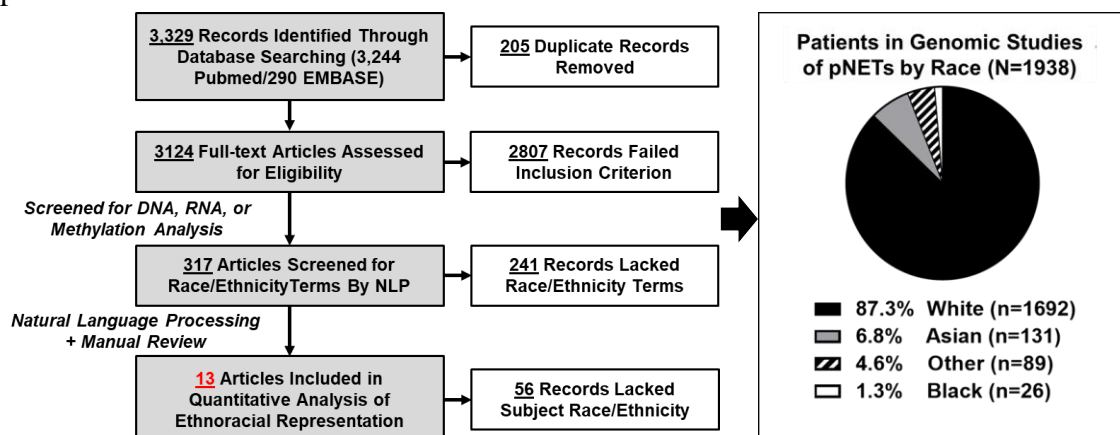 3,329 Records Identified Through
Database Searching (3,244
Pubmed/290 EMBASE)
205 Duplicate Records
Removed
3124 Full-text Articles Assessed
for Eligibility
2807 Records Failed
Inclusion Criterion
Screened for DNA, RNA, or
Methylation Analysis
317 Articles Screened for
Race/EthnicityTerms By NLP
241 Records Lacked
Race/Ethnicity Terms
Natural Language Processing
+ Manual Review
13 Articles Included in
Quantitative Analysis of
Ethnoracial Representation
56 Records Lacked
Subject Race/Ethnicity
Patients in Genomic Studies
of pNETs by Race (N=1938)
87.3% White (n=1692)
6.8% Asian (n=131)
4.6% Other (n=89)
1.3% Black (n=26)